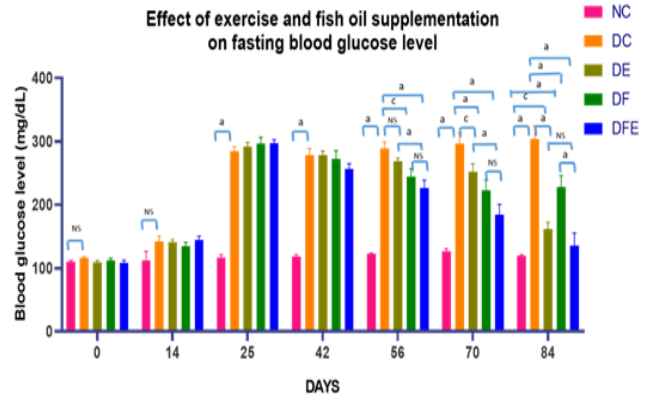 Effect of exercise and fish oil supplementation
on fasting blood glucose level
NC
DC
DE
DF
DFE
Blood glucose level (mg/dL)
400
300
200
100
0
NS
NS
a
a
a
a
c
NS
a
a
NS
a
a
a
c
a
NS
a
a
a
c
a
a
NS
a
0
14
25
42
56
70
84
DAYS